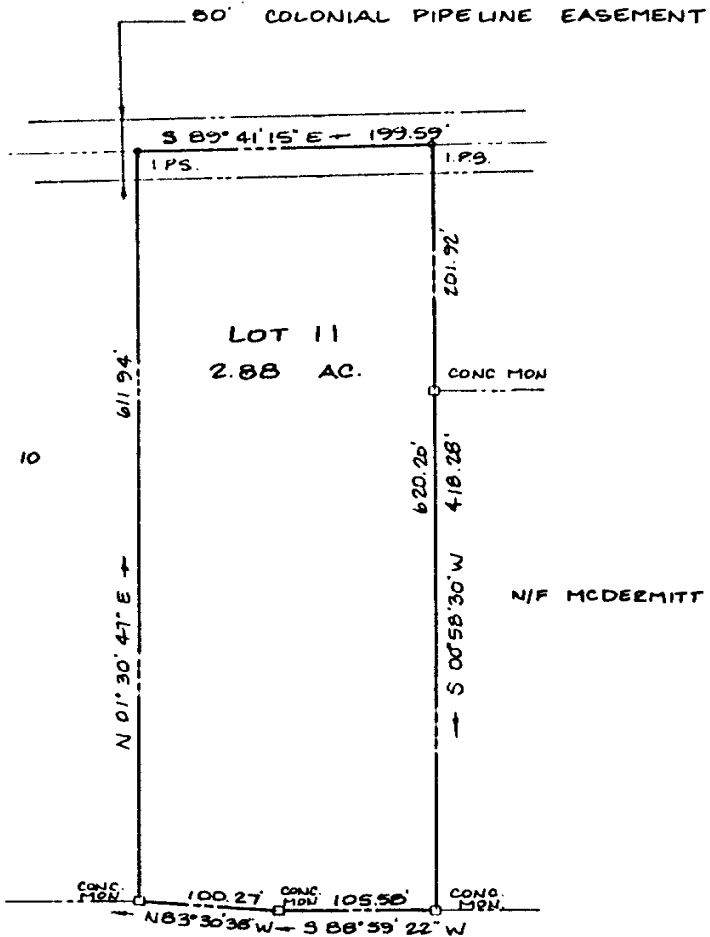 80' COLONIAL PIPELINE EASEMENT
S 89° 41' 15" E 199.59'
I.P.S.
I.P.S.
201.92'
LOT 11
2.88 AC.
CONC MON
611.94'
10
620.20'
418.28'
N 01° 30' 47" E
S 00° 58' 30" W
N/F MCDERMITT
CONC. MON.
100.27'
CONC. MON
105.58'
CONC. MON.
N83°30'38"W
S 88°59'22" W